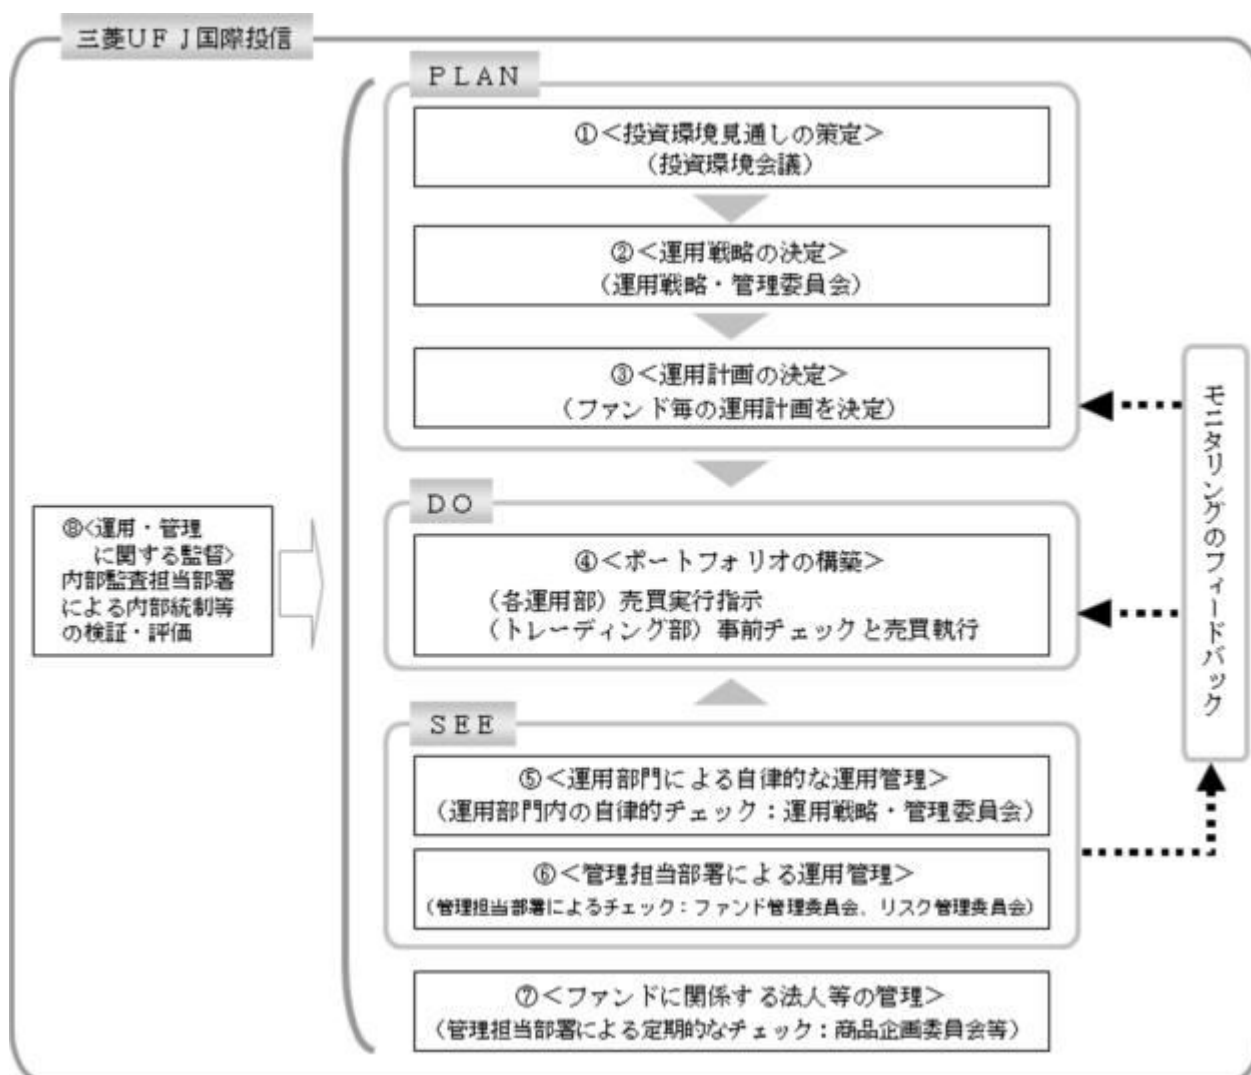 三菱UFJ国際投信
PLAN
①＜投資環境見通しの策定＞
（投資環境会議）
②＜運用戦略の決定＞
（運用戦略・管理委員会）
③＜運用計画の決定＞
（ファンド毎の運用計画を決定）
DO
④＜ポートフォリオの構築＞
（各運用部）売買実行指示
（トレーディング部）事前チェックと売買執行
SEE
⑤＜運用部門による自律的な運用管理＞
（運用部門内の自律的チェック：運用戦略・管理委員会）
⑥＜管理担当部署による運用管理＞
（管理担当部署によるチェック：ファンド管理委員会、リスク管理委員会）
⑦＜ファンドに関係する法人等の管理＞
（管理担当部署による定期的なチェック：商品企画委員会等）
⑧＜運用・管理
に関する監督＞
内部監査担当部署
による内部統制等
の検証・評価
モニタリングのフィードバック